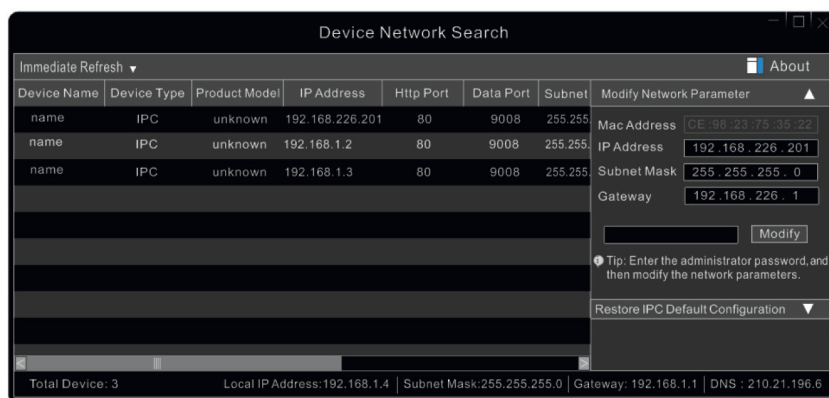 Device Network Search
Immediate Refresh
About
Device Name Device Type Product Model IP Address Http Port Data Port Subnet
name IPC unknown 192.168.226.201 80 9008 255.255.
name IPC unknown 192.168.1.2 80 9008 255.255.
name IPC unknown 192.168.1.3 80 9008 255.255.
Modify Network Parameter
Mac Address CE:98:23:75:35:22
IP Address 192.168.226.201
Subnet Mask 255.255.255.0
Gateway 192.168.226.1
Modify
Tip: Enter the administrator password,and
then modify the network parameters.
Restore IPC Default Configuration
Total Device: 3 Local IP Address:192.168.1.4 Subnet Mask:255.255.255.0 Gateway: 192.168.1.1 DNS : 210.21.196.6